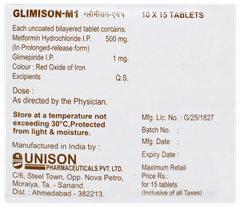 GLIMISON-M1 ग्लीमीसॉन-एम1 10 X 15 TABLETS
Each uncoated bilayered tablet contains:
Metformin Hydrochloride I.P. 500 mg.
(In Prolonged-release form)
Glimepiride I.P. 1 mg.
Colour : Red Oxide of Iron
Excipients Q.S.
Dose :
As directed by the Physician.
Store at a temperature not
exceeding 30°C,Protected
from light & moisture.
Manufactured in India by :
UNISON
PHARMACEUTICALS PVT. LTD.
C/6, Steel Town, Opp. Nova Petro,
Moraiya, Ta. - Sanand.
Dist. : Ahmedabad - 382213.
Mfg. Lic. No. : G/25/1827
Batch No. :
Mfg. Date :
Expiry Date :
Maximum Retail
Price Rs.:
for 15 tablets
(Inclusive of all Taxes)